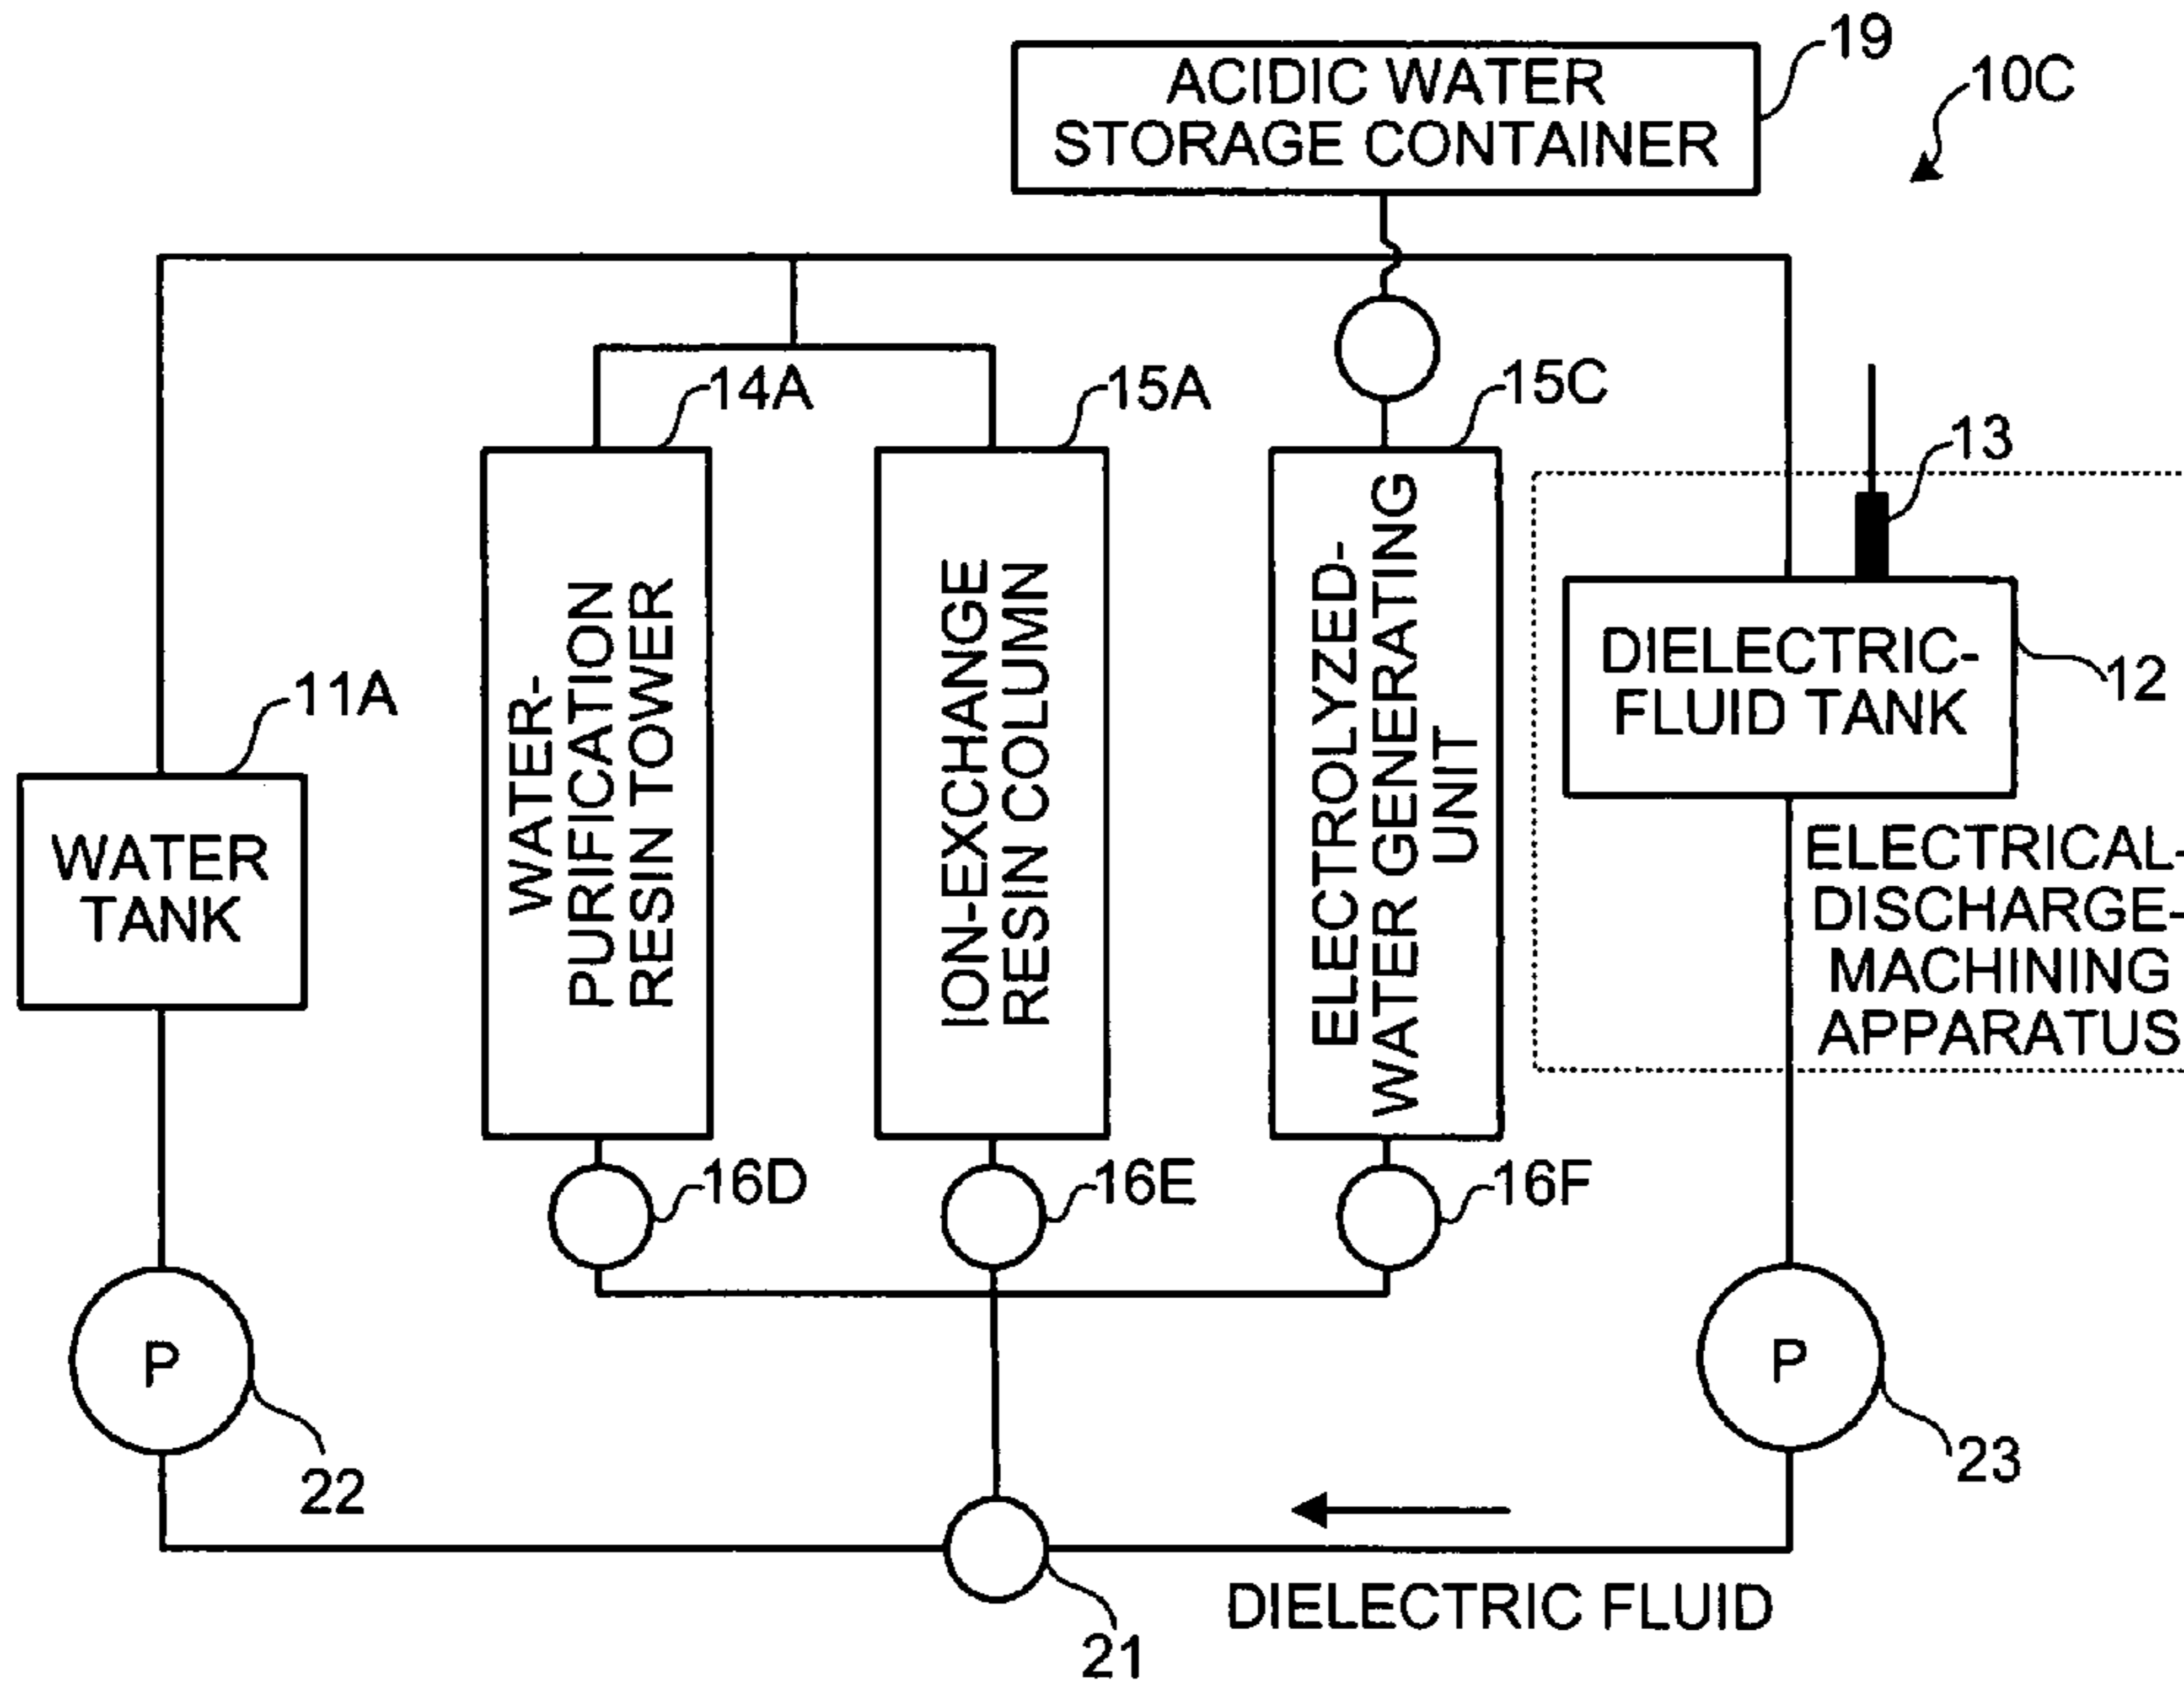 19
ACIDIC WATER
STORAGE CONTAINER
10C
14A
15A
15C
13
WATER-
PURIFICATION
RESIN TOWER
ION-EXCHANGE
RESIN COLUMN
ELECTROLYZED-
WATER GENERATING
UNIT
DIELECTRIC-
FLUID TANK
12
11A
WATER
TANK
ELECTRICAL-
DISCHARGE-
MACHINING
APPARATUS
16D
16E
16F
P
22
P
23
21
DIELECTRIC FLUID